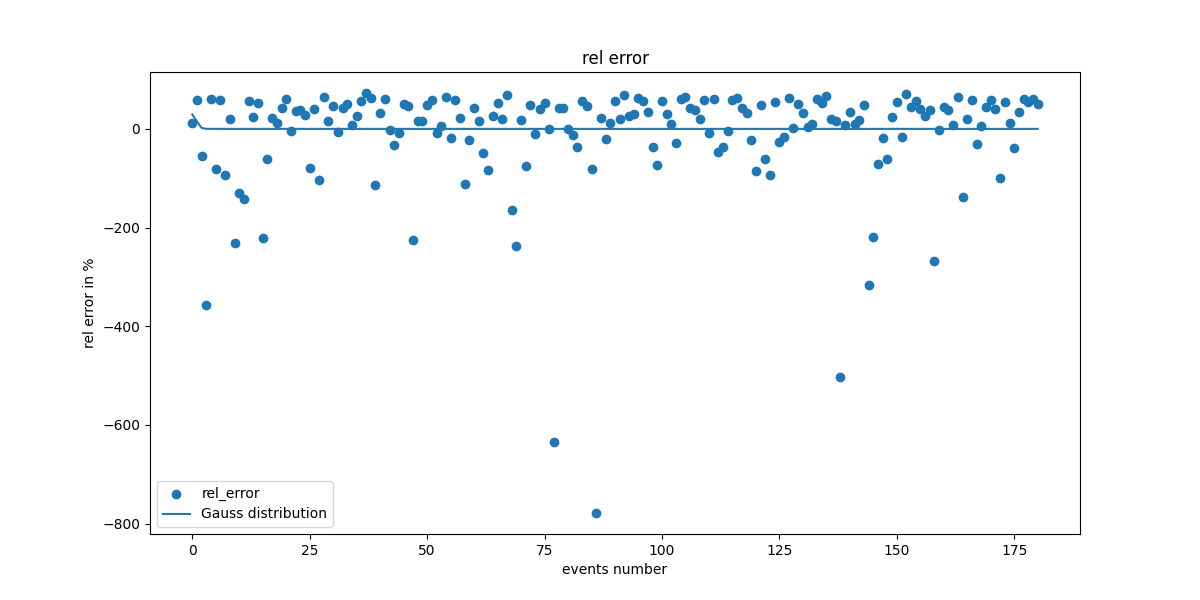 rel error
rel error in %
0
−200
−400
−600
−800
rel_error
Gauss distribution
0
25
50
75
100
125
150
175
events number